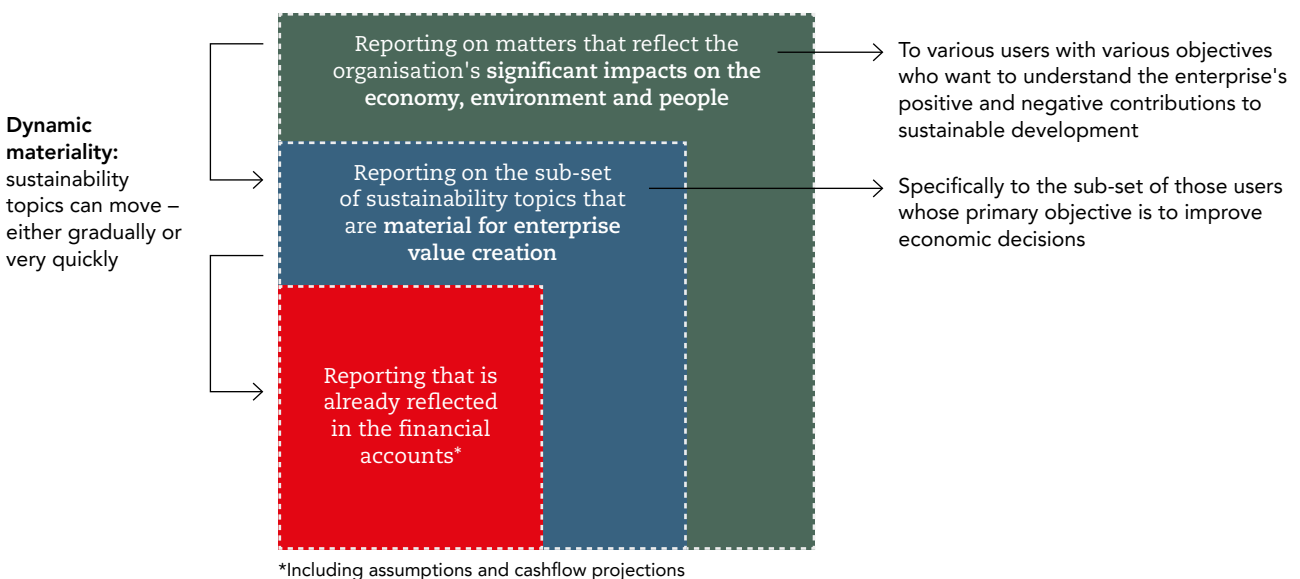 Reporting on matters that reflect the
organisation's significant impacts on the
economy, environment and people
To various users with various objectives
who want to understand the enterprise's
positive and negative contributions to
sustainable development
Dynamic
materiality:
sustainability
topics can move –
either gradually or
very quickly
Reporting on the sub-set
of sustainability topics that
are material for enterprise
value creation
Specifically to the sub-set of those users
whose primary objective is to improve
economic decisions
Reporting that is
already reflected
in the financial
accounts*
*Including assumptions and cashflow projections